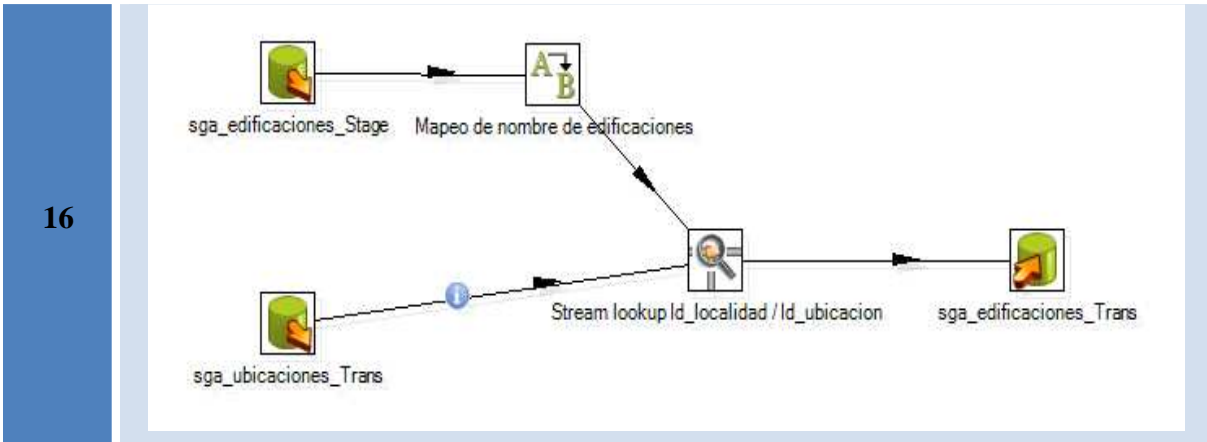 16
sga_edificaciones_Stage
Mapeo de nombre de edificaciones
A
B
i
Stream lookup Id_localidad / Id_ubicacion
sga_edificaciones_Trans
sga_ubicaciones_Trans